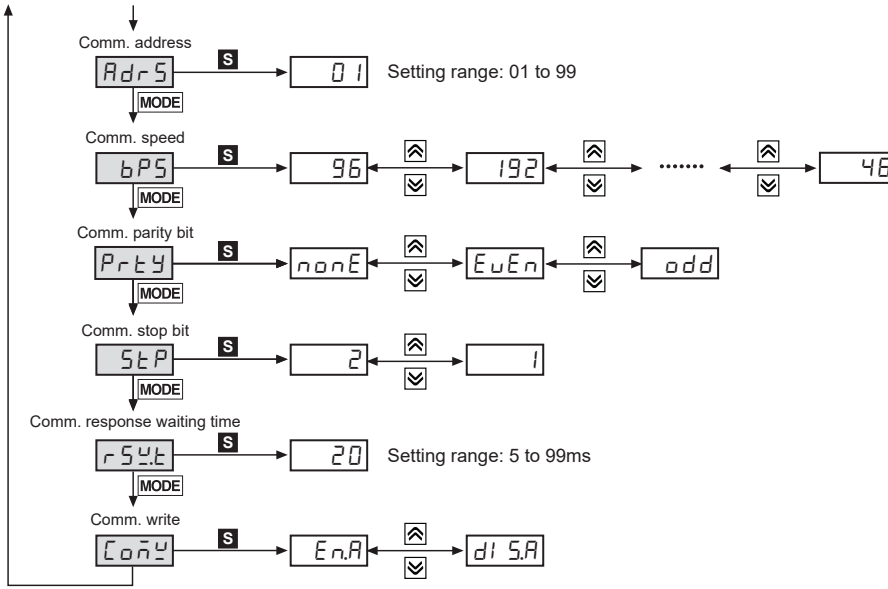 Comm. address
AdrS S 01 Setting range: 01 to 99
MODE
Comm. speed
bPS S 96 192 ....... 48
MODE
Comm. parity bit
PrtY S nonE EvEn odd
MODE
Comm. stop bit
StP S 2 1
MODE
Comm. response waiting time
rSW.t S 20 Setting range: 5 to 99ms
MODE
Comm. write
ComW S En.A dIS.A